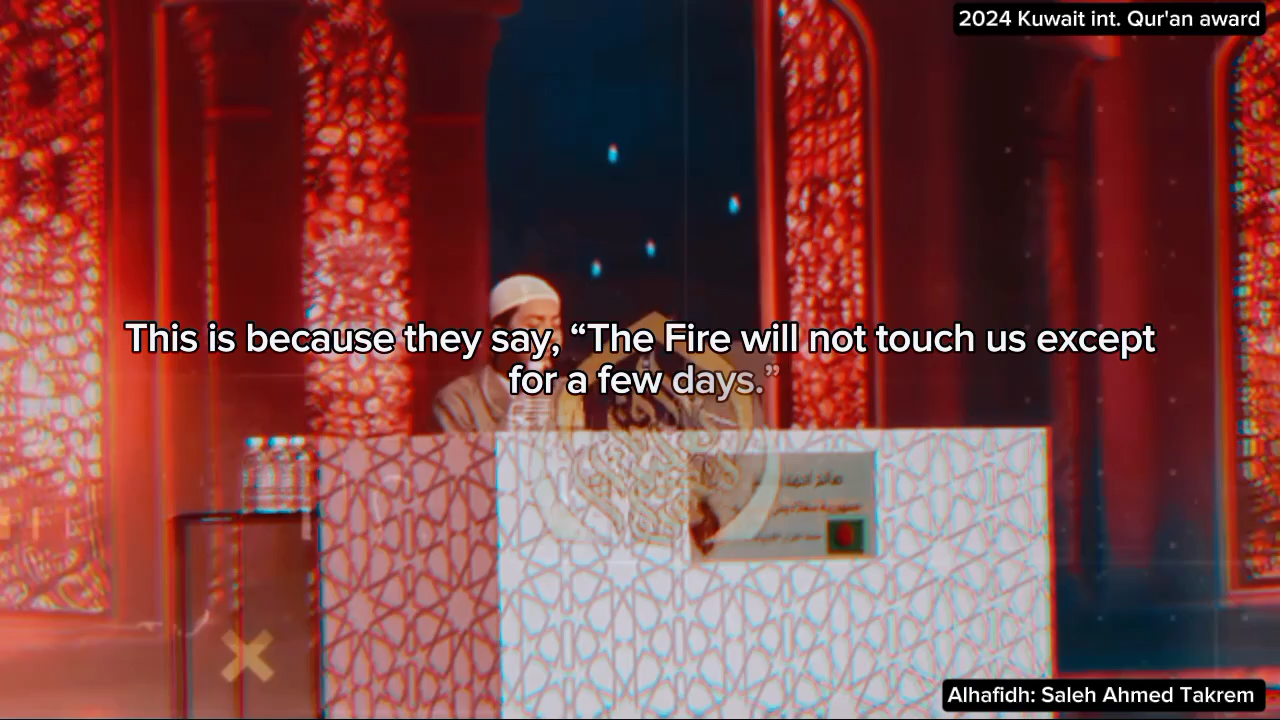 2024 Kuwait int. Qur'an award
This is because they say, “The Fire will not touch us except
for a few days.”
Alhafidh: Saleh Ahmed Takrem